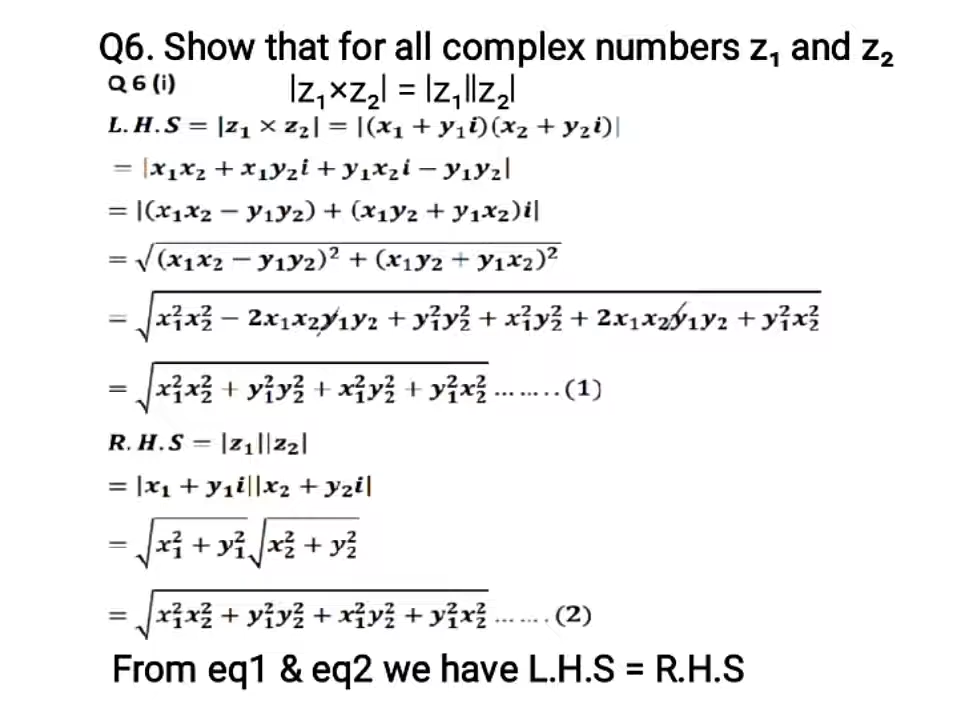 Q6. Show that for all complex numbers z₁ and z₂
Q 6 (i) |z₁×z₂| = |z₁||z₂|
L.H.S = |z₁ × z₂| = |(x₁ + y₁i)(x₂ + y₂i)|
= |x₁x₂ + x₁y₂i + y₁x₂i − y₁y₂|
= |(x₁x₂ − y₁y₂) + (x₁y₂ + y₁x₂)i|
= √((x₁x₂ − y₁y₂)² + (x₁y₂ + y₁x₂)²)
= √(x₁²x₂² − 2x₁x₂y₁y₂ + y₁²y₂² + x₁²y₂² + 2x₁x₂y₁y₂ + y₁²x₂²)
= √(x₁²x₂² + y₁²y₂² + x₁²y₂² + y₁²x₂²) ........(1)
R.H.S = |z₁||z₂|
= |x₁ + y₁i||x₂ + y₂i|
= √(x₁² + y₁²)√(x₂² + y₂²)
= √(x₁²x₂² + y₁²y₂² + x₁²y₂² + y₁²x₂²) .......(2)
From eq1 & eq2 we have L.H.S = R.H.S